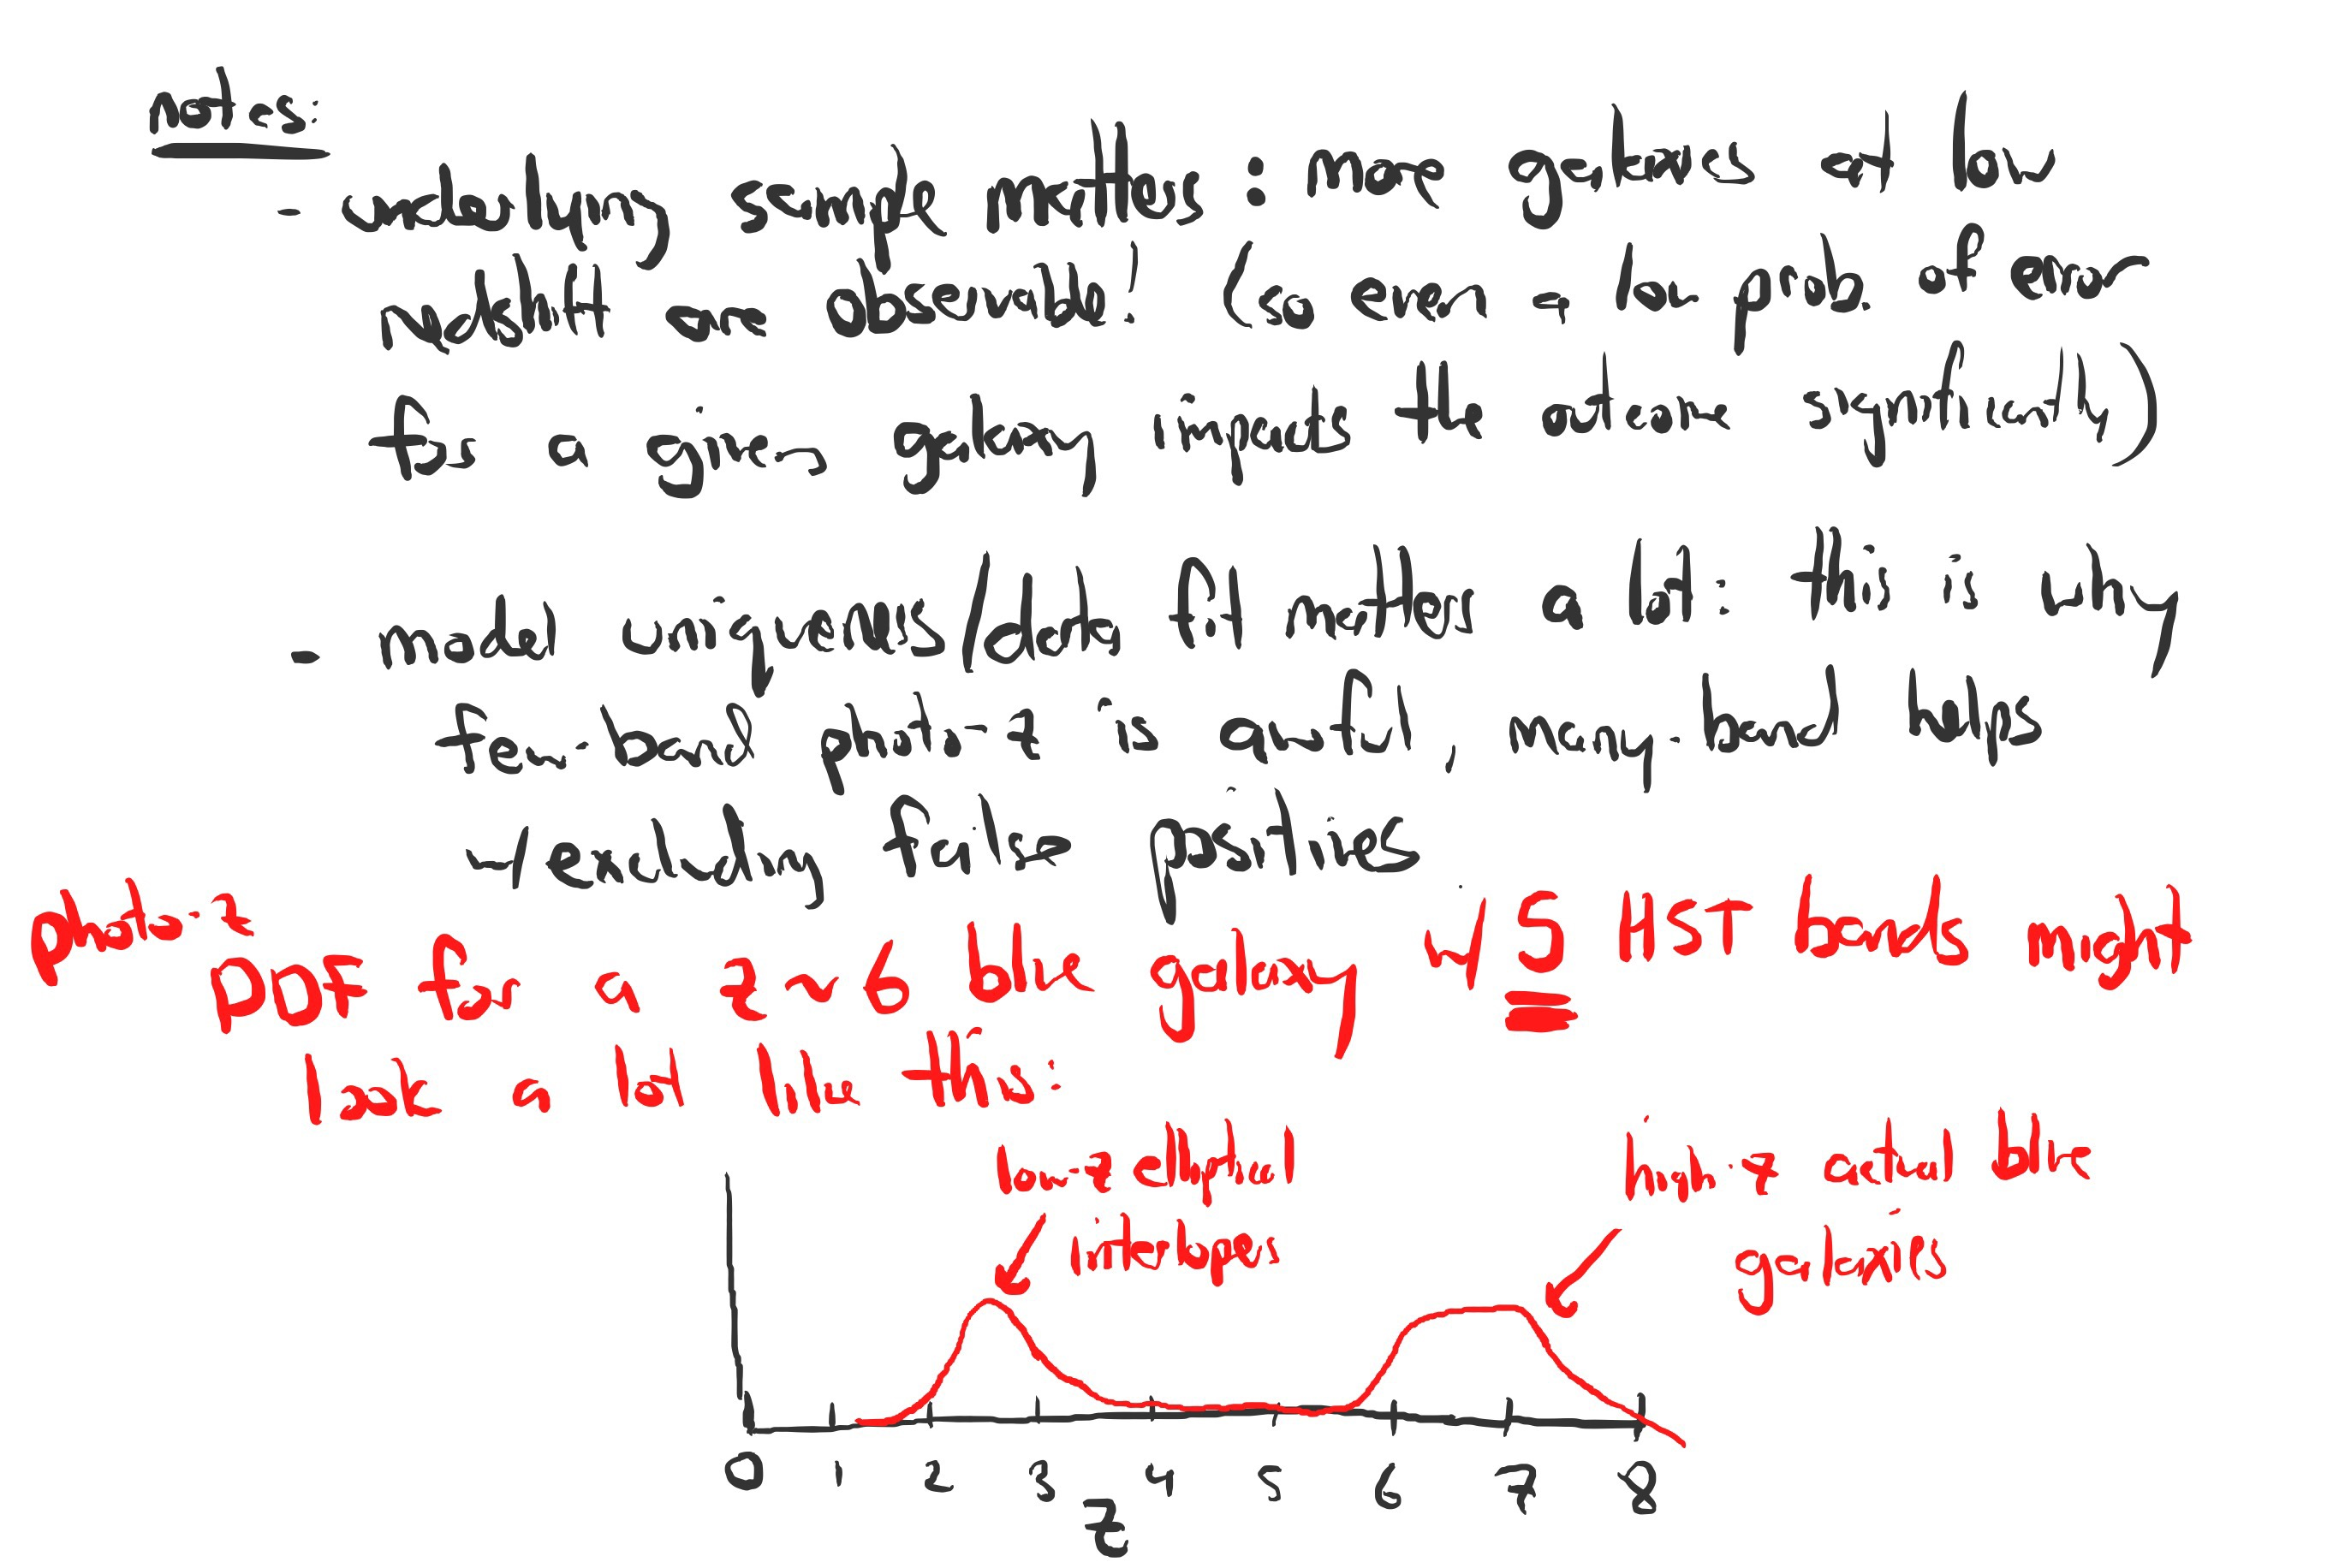 notes:
- underlying sample matters: more galaxies at low
redshift are observable! (so even a low prob. of error
for a given galaxy impacts the outcome significantly)
- model uniqueness/data fit matters a lot: this is why
few-band photo-z is awful, many-band helps
w/ excluding false positives
photo-z
PDF for a z~6 blue galaxy w/ 5 HST bands might
look a lot like this:
low-z elliptical
interlopers
high-z actual blue
galaxies
0 1 2 3 4 5 6 7 8
z